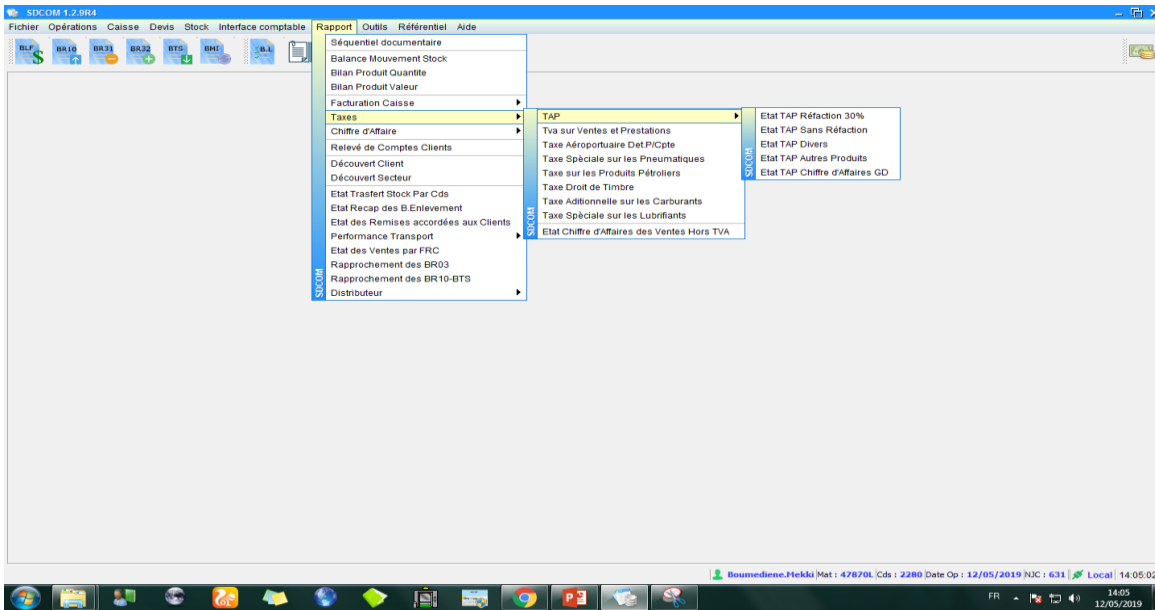 SDCOM 1.2.9R4
Fichier Opérations Caisse Devis Stock Interface comptable Rapport Outils Référentiel Aide
BLF BR10 BR31 BR32 BTS BMI B.L
Séquentiel documentaire
Balance Mouvement Stock
Bilan Produit Quantite
Bilan Produit Valeur
Facturation Caisse
Taxes
Chiffre d'Affaire
Relevé de Comptes Clients
Découvert Client
Découvert Secteur
Etat Trasfert Stock Par Cds
Etat Recap des B.Enlevement
Etat des Remises accordées aux Clients
Performance Transport
Etat des Ventes par FRC
Rapprochement des BR03
Rapprochement des BR10-BTS
Distributeur
SDCOM
TAP
Tva sur Ventes et Prestations
Taxe Aéroportuaire Det.P/Cpte
Taxe Spèciale sur les Pneumatiques
Taxe sur les Produits Pétroliers
Taxe Droit de Timbre
Taxe Aditionnelle sur les Carburants
Taxe Spèciale sur les Lubrifiants
Etat Chiffre d'Affaires des Ventes Hors TVA
SDCOM
Etat TAP Réfaction 30%
Etat TAP Sans Réfaction
Etat TAP Divers
Etat TAP Autres Produits
Etat TAP Chiffre d'Affaires GD
SDCOM
Boumediene.Mekki Mat : 47870L Cds : 2280 Date Op : 12/05/2019 NJC : 631 Local 14:05:02
FR 14:05
12/05/2019